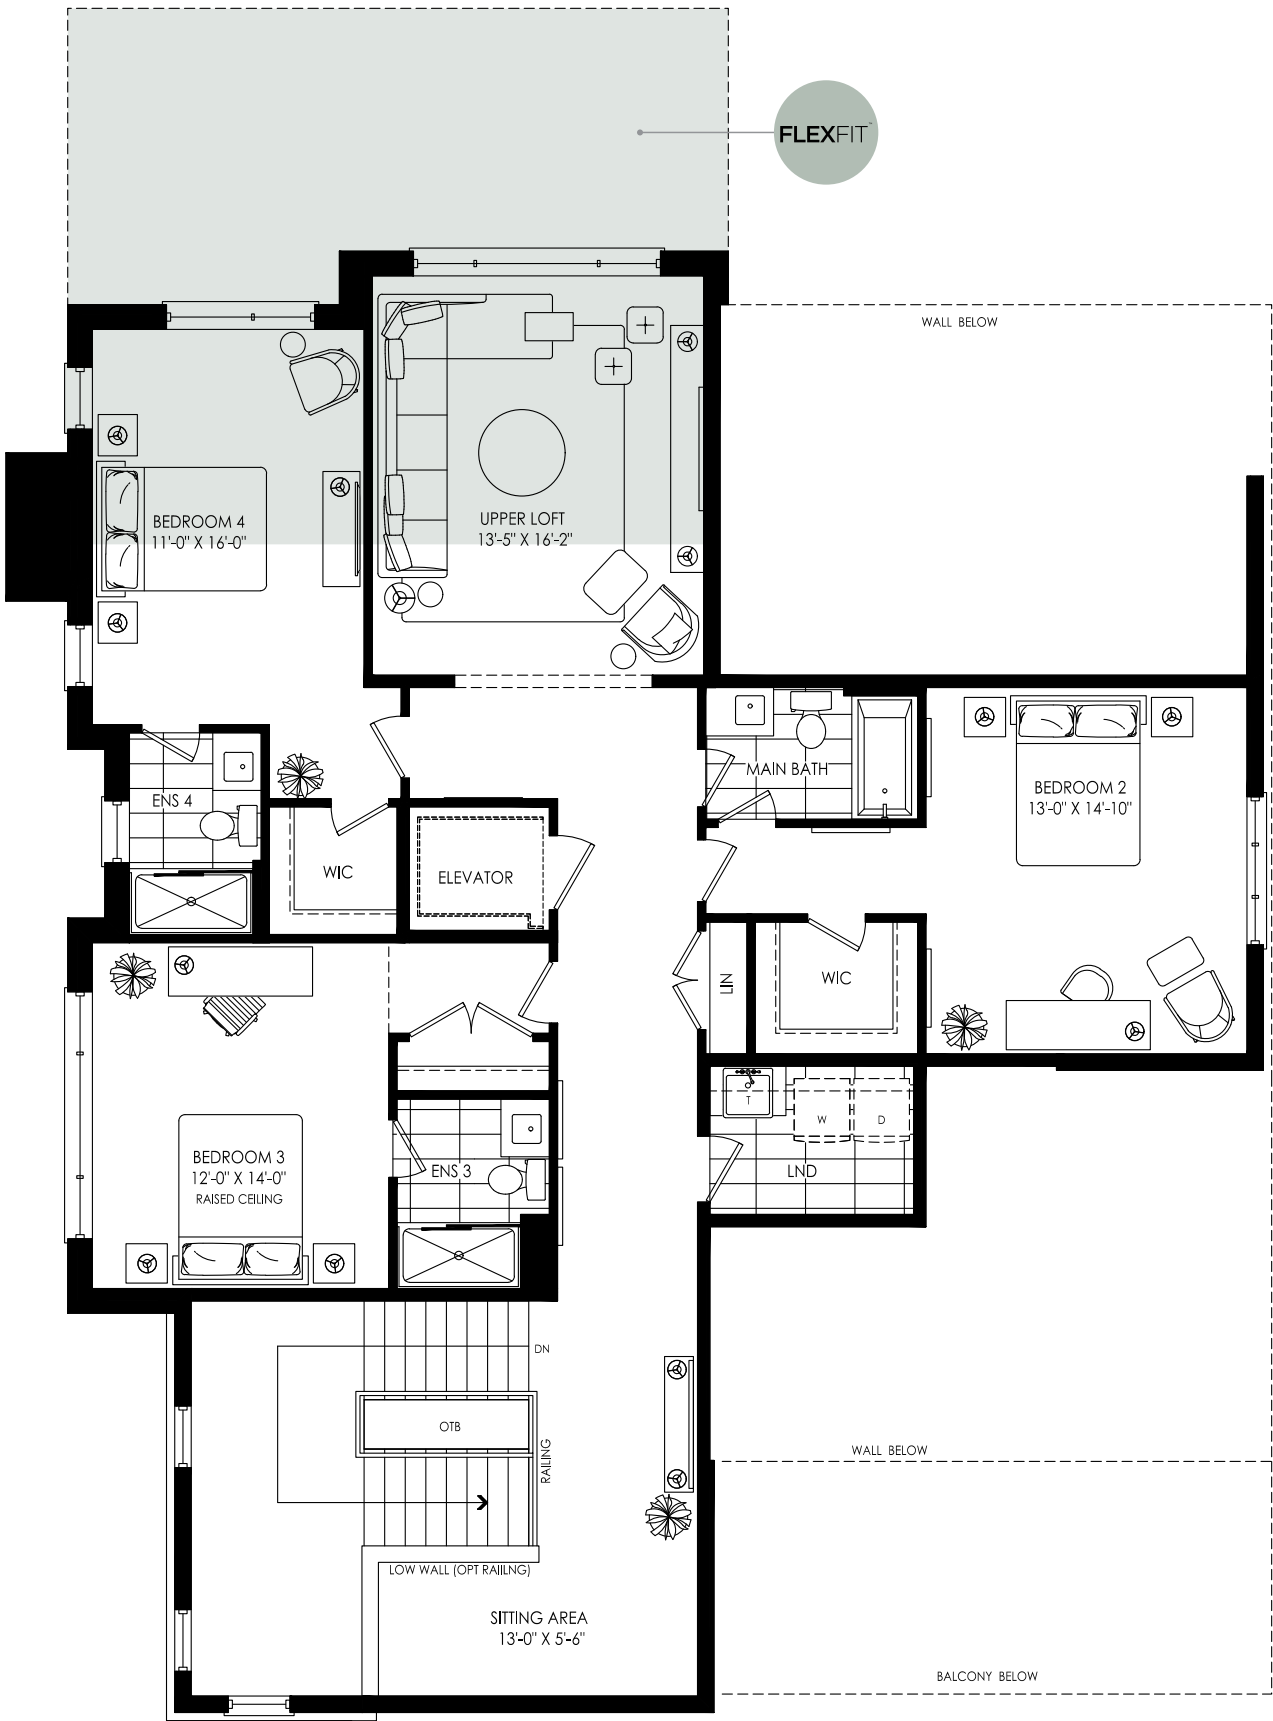 FLEXFIT™
WALL BELOW
BEDROOM 4
11'-0" X 16'-0"
UPPER LOFT
13'-5" X 16'-2"
MAIN BATH
BEDROOM 2
13'-0" X 14'-10"
ENS 4
WIC
ELEVATOR
LIN
WIC
T
W
D
LND
BEDROOM 3
12'-0" X 14'-0"
RAISED CEILING
ENS 3
DN
OTB
RAILING
WALL BELOW
LOW WALL (OPT RAIILNG)
SITTING AREA
13'-0" X 5'-6"
BALCONY BELOW